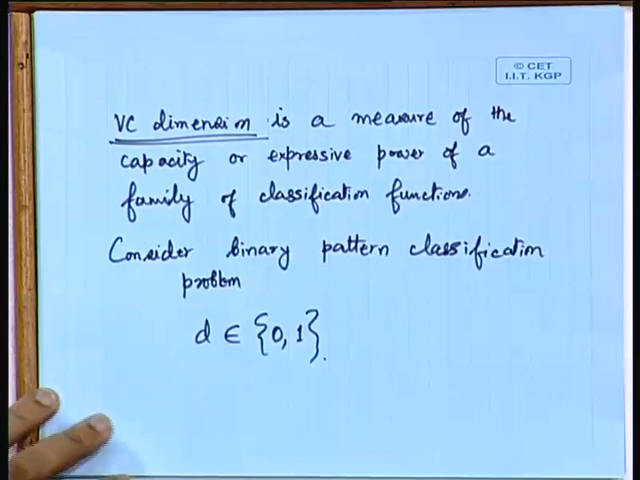 © CET
I.I.T. KGP
VC dimension is a measure of the
capacity or expressive power of a
family of classification functions.
Consider binary pattern classification
problem
d ∈ {0, 1}.